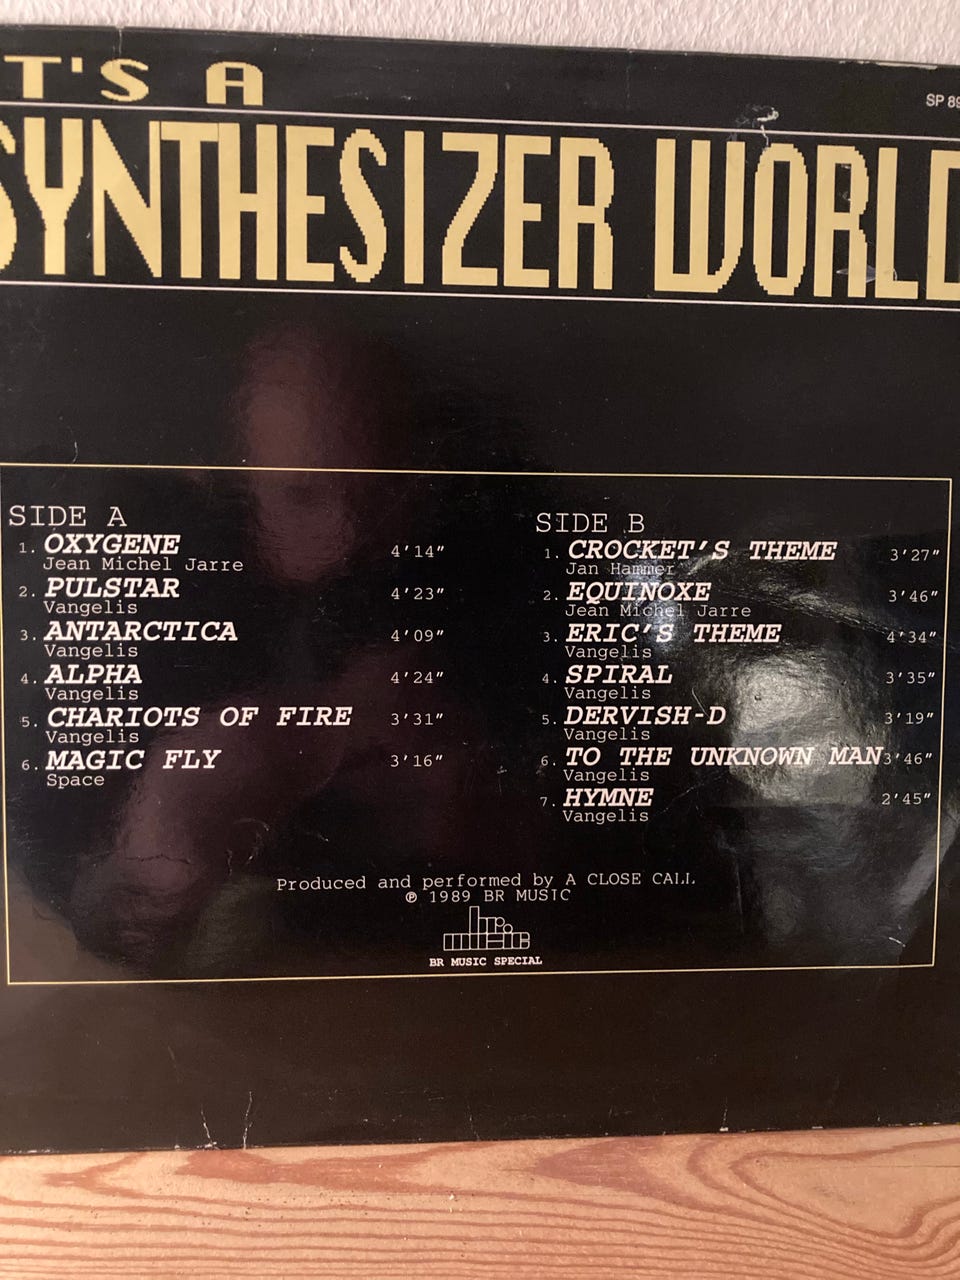 T'S A
SP 89
SYNTHESIZER WORLD
SIDE A
1. OXYGENE 4'14"
Jean Michel Jarre
2. PULSTAR 4'23"
Vangelis
3. ANTARCTICA 4'09"
Vangelis
4. ALPHA 4'24"
Vangelis
5. CHARIOTS OF FIRE 3'31"
Vangelis
6. MAGIC FLY 3'16"
Space
SIDE B
1. CROCKET'S THEME 3'27"
Jan Hammer
2. EQUINOXE 3'46"
Jean Michel Jarre
3. ERIC'S THEME 4'34"
Vangelis
4. SPIRAL 3'35"
Vangelis
5. DERVISH-D 3'19"
Vangelis
6. TO THE UNKNOWN MAN 3'46"
Vangelis
7. HYMNE 2'45"
Vangelis
Produced and performed by A CLOSE CALL
℗ 1989 BR MUSIC
br
music
BR MUSIC SPECIAL